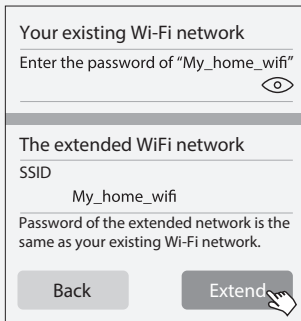 Your existing Wi-Fi network
Enter the password of “My_home_wifi”
The extended WiFi network
SSID
My_home_wifi
Password of the extended network is the
same as your existing Wi-Fi network.
Back
Extend